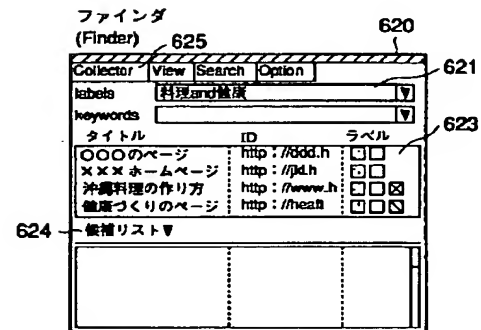 ファインダ
(Finder)
625
620
Collector View Search Option
621
labels 料理and健康
keywords
623
タイトル ID ラベル
○○○のページ http://ddd.h
×××ホームページ http://jkl.h
沖縄料理の作り方 http://www.h
健康づくりのページ http://healt
624 候補リスト▼